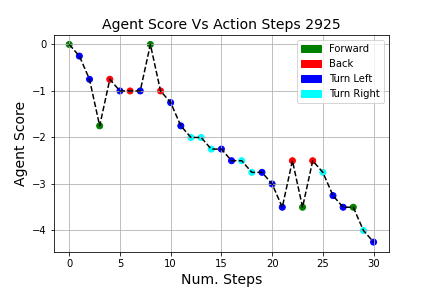 Agent Score Vs Action Steps 2925
Forward
Back
Turn Left
Turn Right
Agent Score
0
−1
−2
−3
−4
0 5 10 15 20 25 30
Num. Steps